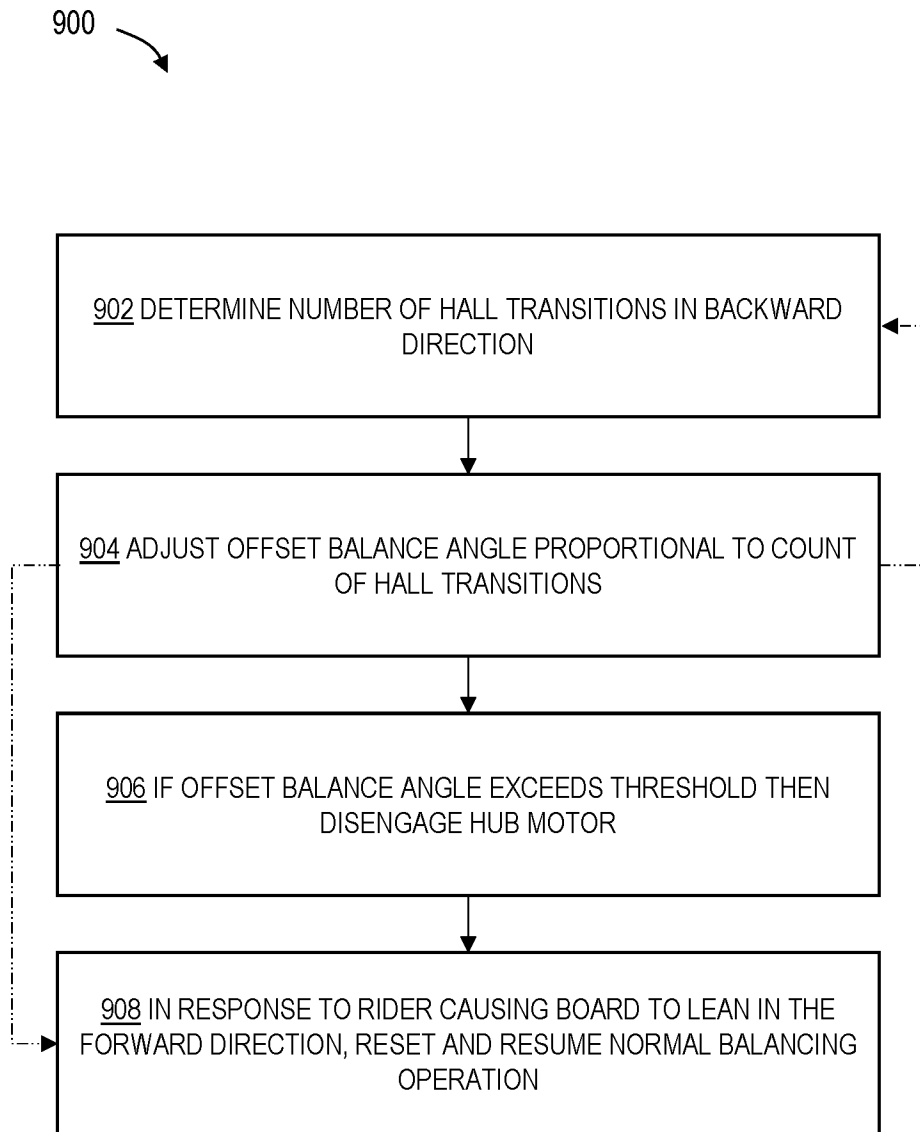 900
902 DETERMINE NUMBER OF HALL TRANSITIONS IN BACKWARD
DIRECTION
904 ADJUST OFFSET BALANCE ANGLE PROPORTIONAL TO COUNT
OF HALL TRANSITIONS
906 IF OFFSET BALANCE ANGLE EXCEEDS THRESHOLD THEN
DISENGAGE HUB MOTOR
908 IN RESPONSE TO RIDER CAUSING BOARD TO LEAN IN THE
FORWARD DIRECTION, RESET AND RESUME NORMAL BALANCING
OPERATION